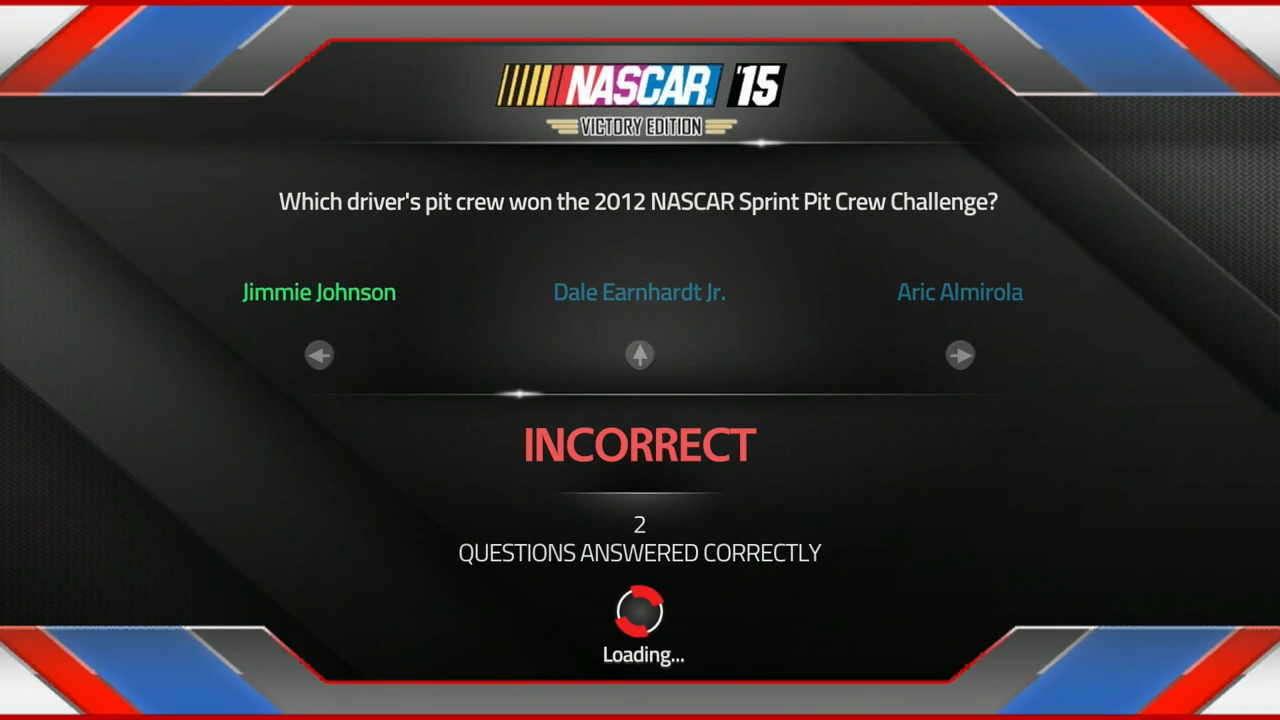 NASCAR '15
VICTORY EDITION
Which driver's pit crew won the 2012 NASCAR Sprint Pit Crew Challenge?
Jimmie Johnson Dale Earnhardt Jr. Aric Almirola
INCORRECT
2
QUESTIONS ANSWERED CORRECTLY
Loading...